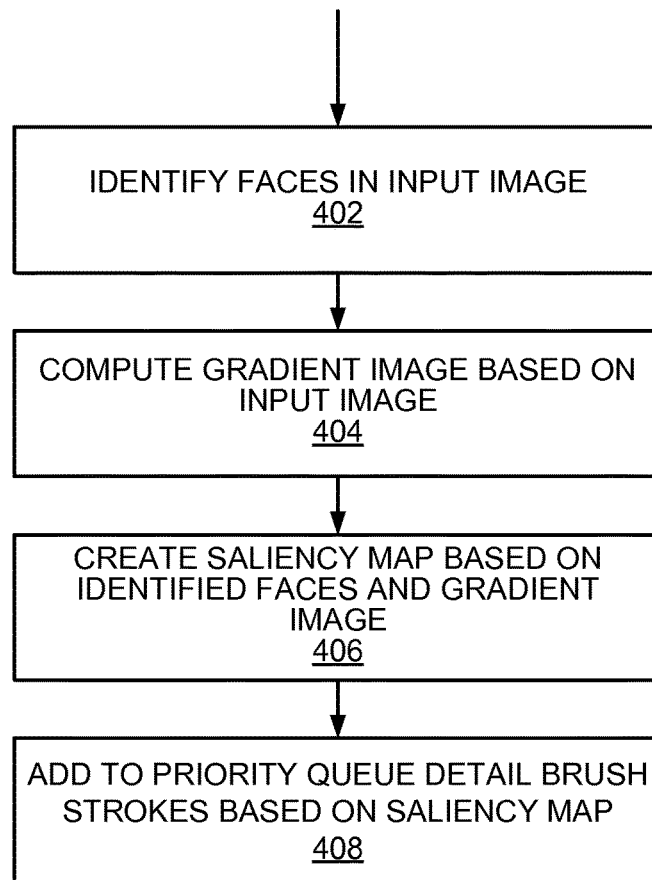 IDENTIFY FACES IN INPUT IMAGE
402
COMPUTE GRADIENT IMAGE BASED ON
INPUT IMAGE
404
CREATE SALIENCY MAP BASED ON
IDENTIFIED FACES AND GRADIENT
IMAGE
406
ADD TO PRIORITY QUEUE DETAIL BRUSH
STROKES BASED ON SALIENCY MAP
408